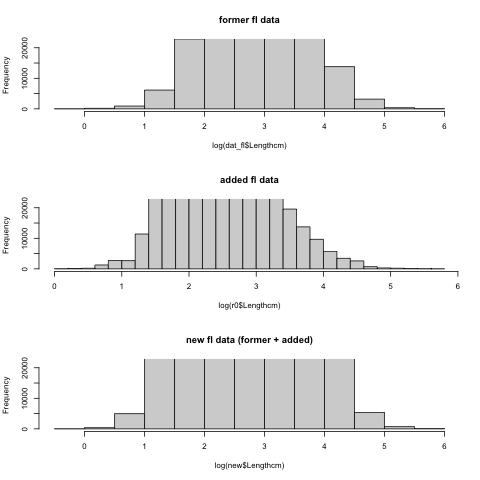 former fl data
Frequency
0 10000 20000
0 1 2 3 4 5 6
log(dat_fl$Lengthcm)
added fl data
Frequency
0 10000 20000
0 1 2 3 4 5 6
log(r0$Lengthcm)
new fl data (former + added)
Frequency
0 10000 20000
0 1 2 3 4 5 6
log(new$Lengthcm)